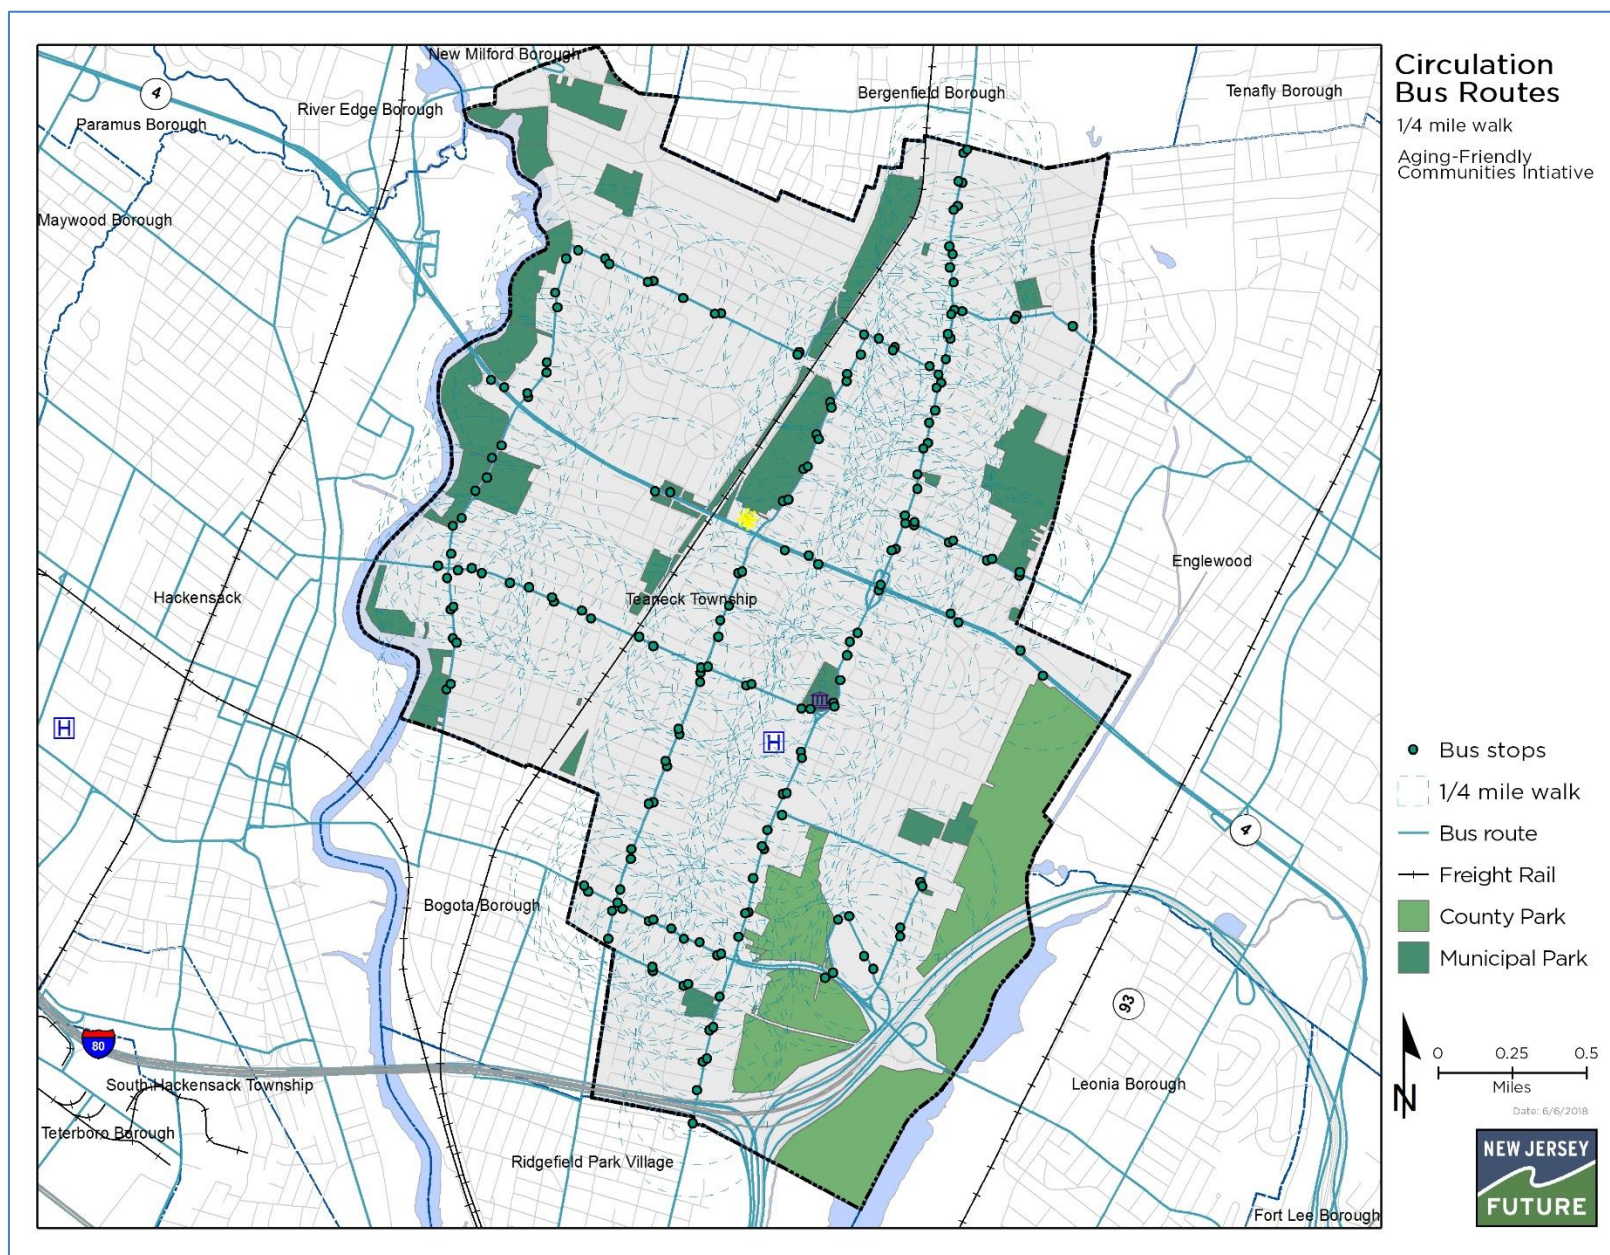 Circulation
Bus Routes
1/4 mile walk
Aging-Friendly
Communities Intiative
New Milford Borough
4
Paramus Borough
River Edge Borough
Bergenfield Borough
Tenafly Borough
Maywood Borough
Englewood
Hackensack
Teaneck Township
H
H
4
Bogota Borough
93
80
South Hackensack Township
Leonia Borough
Teterboro Borough
Ridgefield Park Village
Fort Lee Borough
Bus stops
1/4 mile walk
Bus route
Freight Rail
County Park
Municipal Park
N
0 0.25 0.5
Miles
Date: 6/6/2018
NEW JERSEY
FUTURE